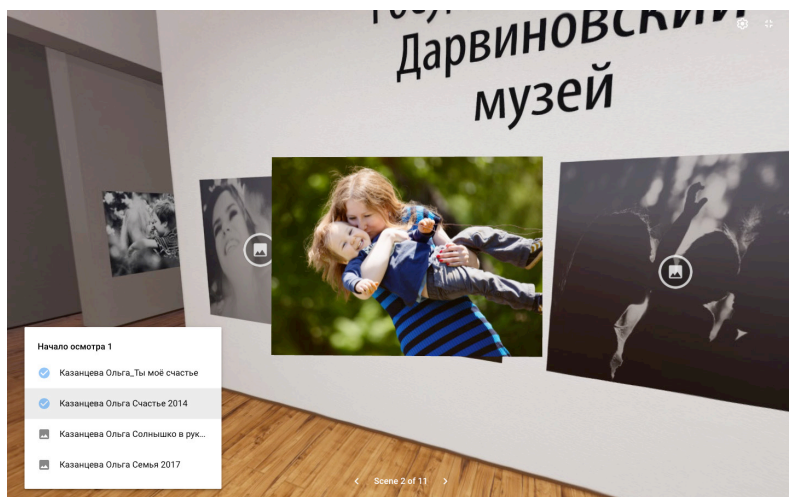 Дарвиновский
музей
Начало осмотра 1
Казанцева Ольга_Ты моё счастье
Казанцева Ольга Счастье 2014
Казанцева Ольга Солнышко в рук...
Казанцева Ольга Семья 2017
Scene 2 of 11